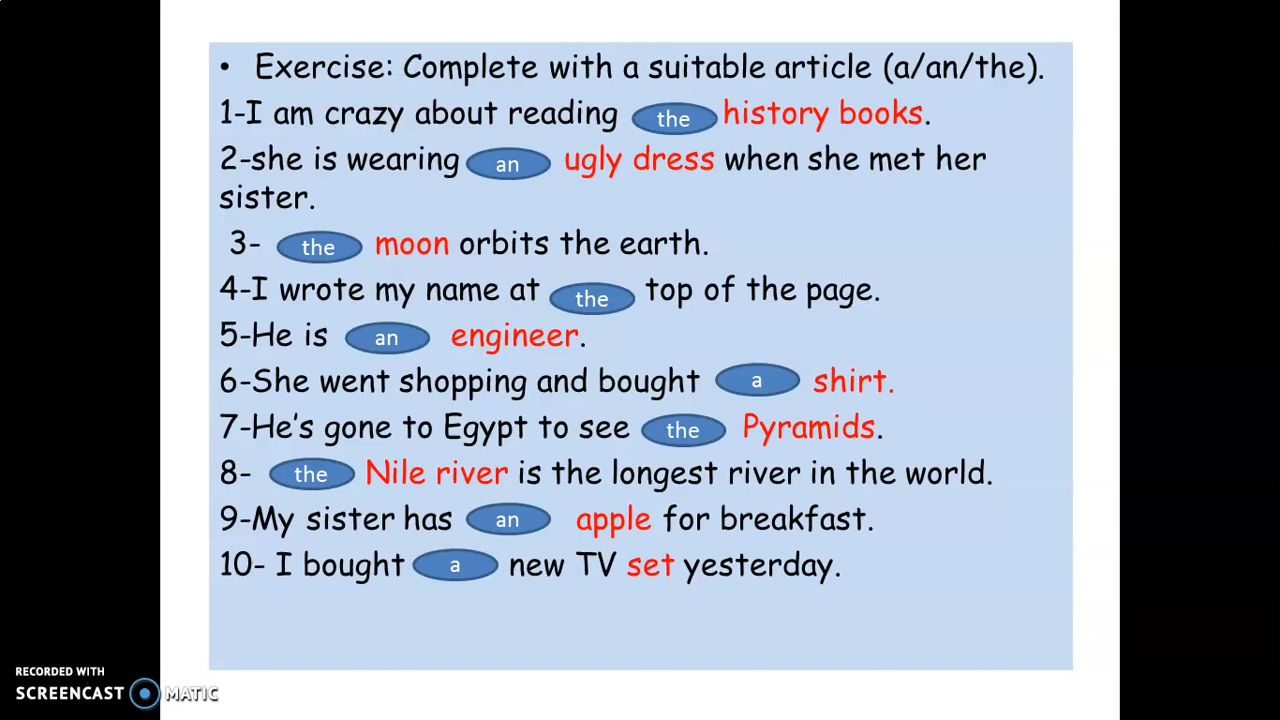 • Exercise: Complete with a suitable article (a/an/the).
1-I am crazy about reading the history books.
2-she is wearing an ugly dress when she met her
sister.
3- the moon orbits the earth.
4-I wrote my name at the top of the page.
5-He is an engineer.
6-She went shopping and bought a shirt.
7-He's gone to Egypt to see the Pyramids.
8- the Nile river is the longest river in the world.
9-My sister has an apple for breakfast.
10- I bought a new TV set yesterday.
RECORDED WITH
SCREENCAST MATIC